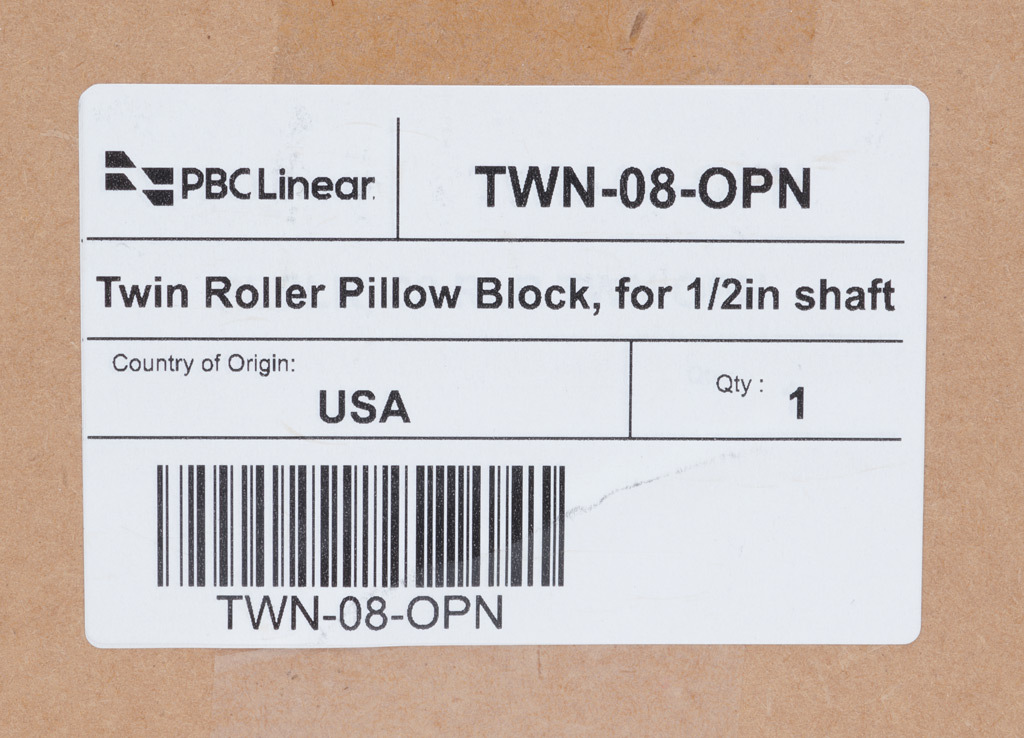 PBC Linear
TWN-08-OPN
Twin Roller Pillow Block, for 1/2in shaft
Country of Origin:
USA
Qty : 1
TWN-08-OPN